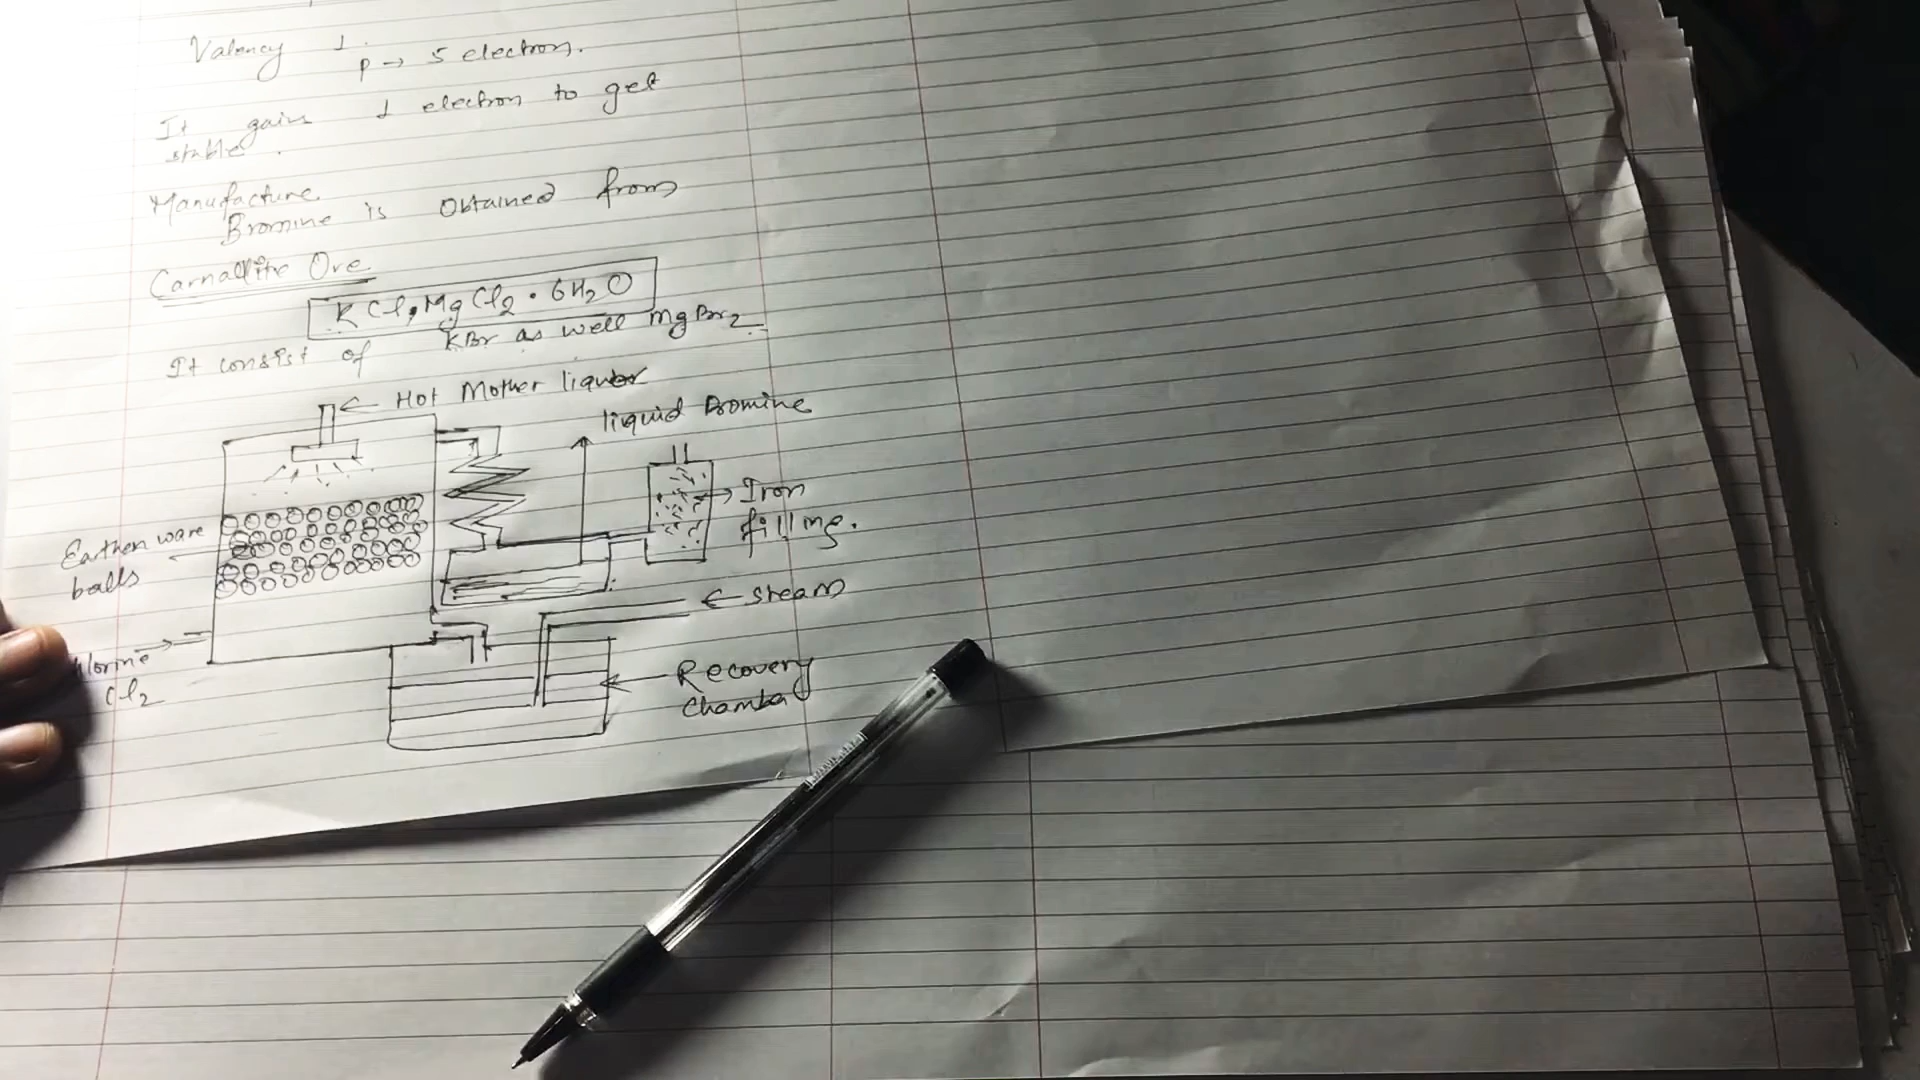 Valency 1.
p → 5 electron.
It gains 1 electron to get
stable.
Manufacture.
Bromine is obtained from
Carnallite Ore
KCl, MgCl2 · 6H2O
It consist of KBr as well MgBr2
← Hot Mother liquor
liquid Bromine
→ Iron
filling.
Earthen ware
balls
← steam
lorine
Cl2
Recovery
Chamba